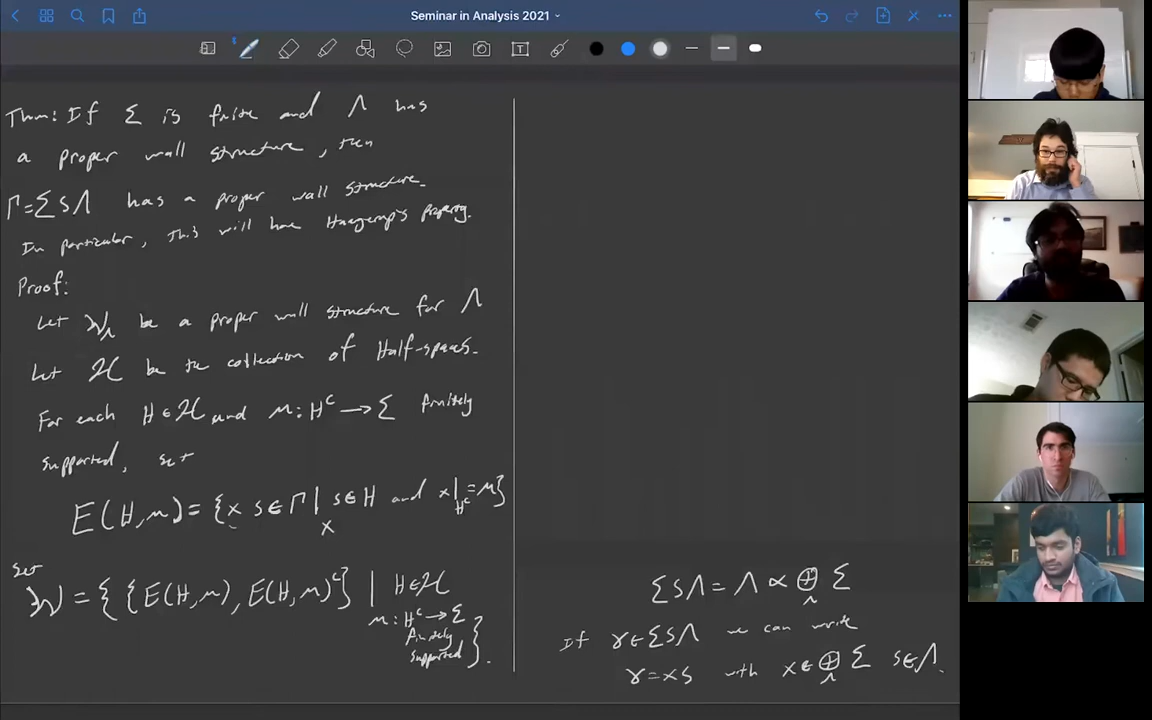 Seminar in Analysis 2021
Thm: If Σ is finite and Λ has
a proper wall structure, then
Γ=Σ≀Λ has a proper wall structure.
In particular, this will have Haagerup's Property.
Proof:
Let 𝒲_Λ be a proper wall structure for Λ
Let ℋ be the collection of Half-spaces.
For each H∈ℋ and μ: H^c → Σ finitely
supported, set
E(H,μ) = {x s∈Γ | s∈H and x|_{H^c} = μ}
x
Set
𝒲 = { {E(H,μ), E(H,μ)^c} | H∈ℋ
μ: H^c → Σ
finitely
supported }.
Σ≀Λ = Λ ∝ ⊕_Λ Σ
If γ∈Σ≀Λ we can write
γ=xs with x∈⊕_Λ Σ s∈Λ.